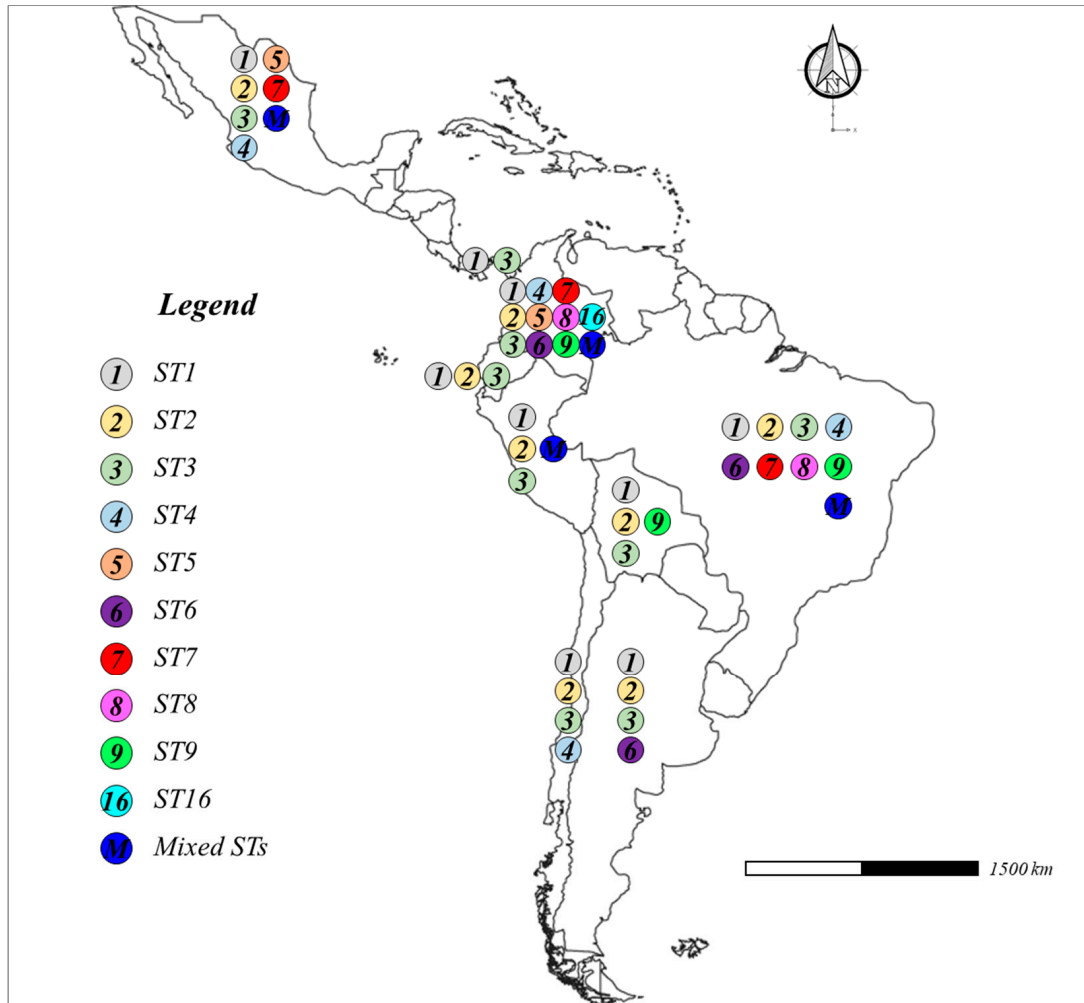 1 5
2 7
3 M
4
N
Y
X
1 3
1 4 7
2 5 8 16
3 6 9 M
1 2 3
1
2 M
3
1 2 3 4
6 7 8 9
M
1
2 9
3
1 1
2 2
3 3
4 6
Legend
1 ST1
2 ST2
3 ST3
4 ST4
5 ST5
6 ST6
7 ST7
8 ST8
9 ST9
16 ST16
M Mixed STs
1500 km